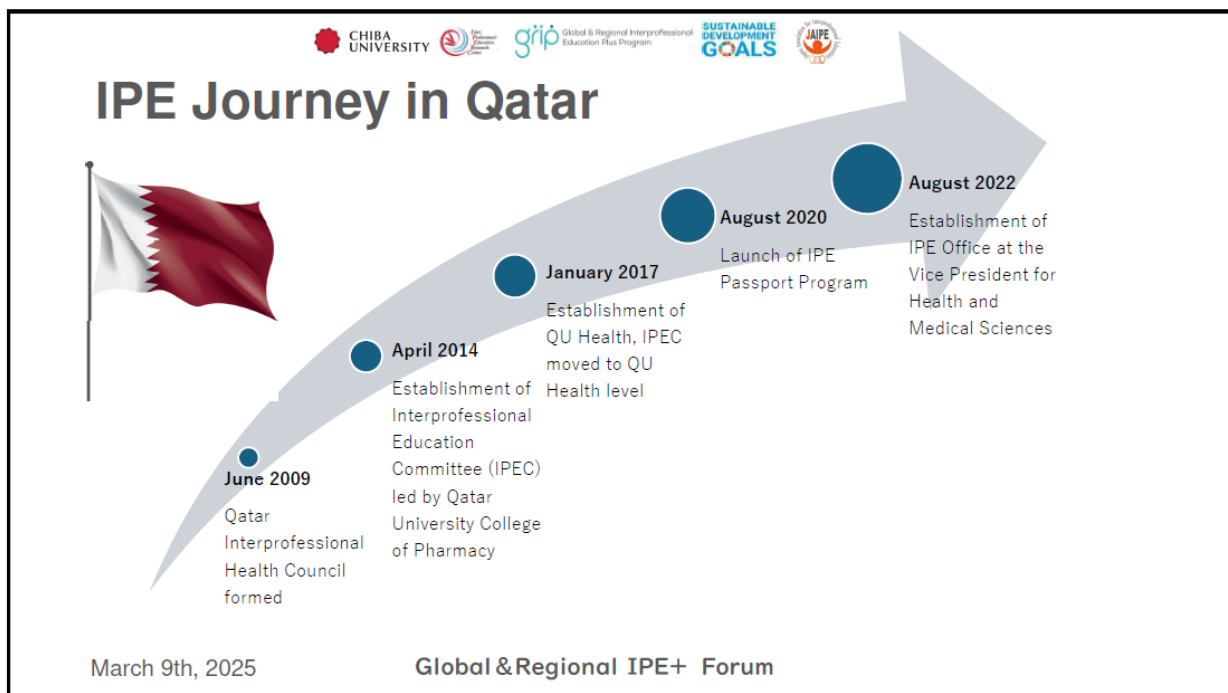 CHIBA
UNIVERSITY
grip
Global & Regional Interprofessional
Education Plus Program
SUSTAINABLE
DEVELOPMENT
GOALS
JAIPE
IPE Journey in Qatar
June 2009
Qatar
Interprofessional
Health Council
formed
April 2014
Establishment of
Interprofessional
Education
Committee (IPEC)
led by Qatar
University College
of Pharmacy
January 2017
Establishment of
QU Health, IPEC
moved to QU
Health level
August 2020
Launch of IPE
Passport Program
August 2022
Establishment of
IPE Office at the
Vice President for
Health and
Medical Sciences
March 9th, 2025
Global &Regional IPE+ Forum